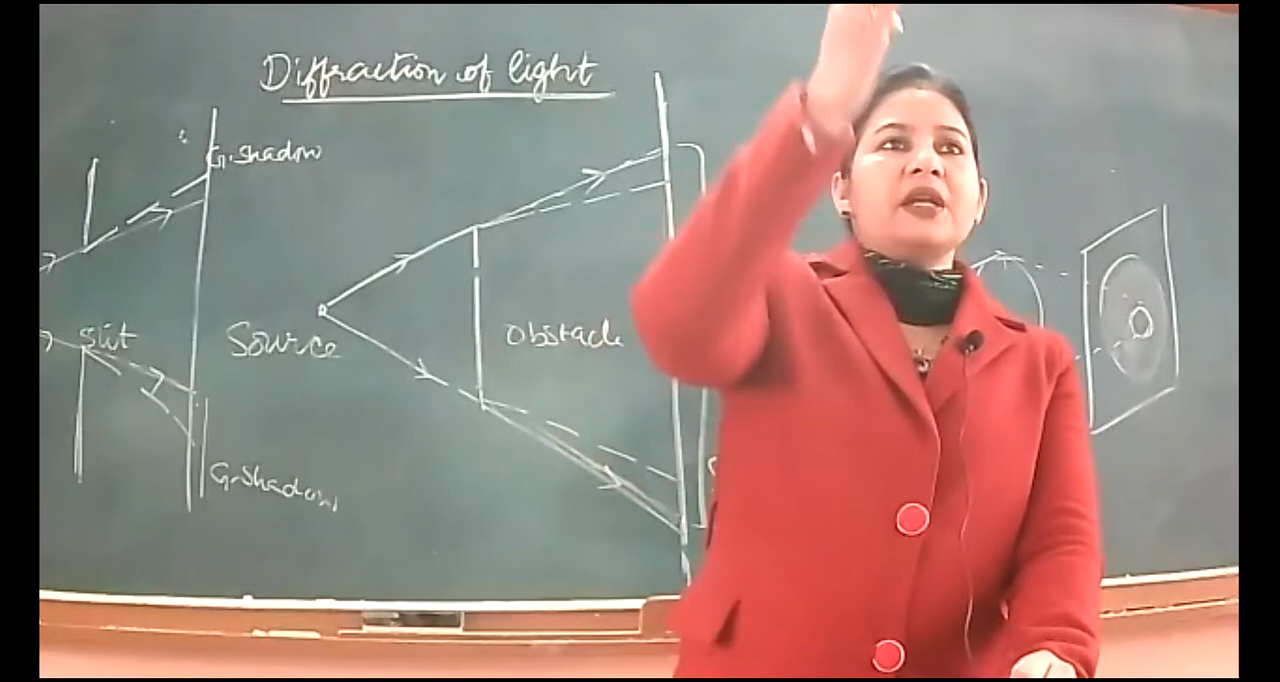 Diffraction of light
G. Shadow
Slit
Source
Obstacle
G. Shadow